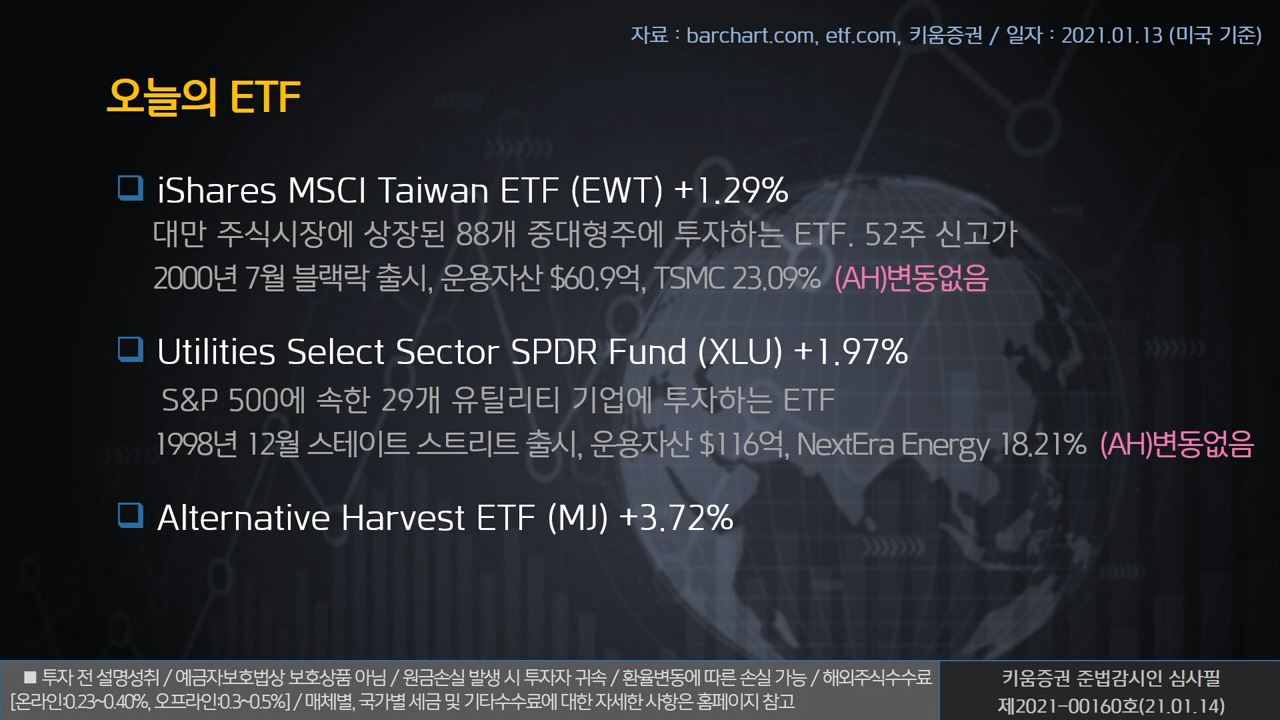 자료 : barchart.com, etf.com, 키움증권 / 일자 : 2021.01.13 (미국 기준)
오늘의 ETF
iShares MSCI Taiwan ETF (EWT) +1.29%
대만 주식시장에 상장된 88개 중대형주에 투자하는 ETF. 52주 신고가
2000년 7월 블랙락 출시, 운용자산 $60.9억, TSMC 23.09% (AH)변동없음
Utilities Select Sector SPDR Fund (XLU) +1.97%
S&P 500에 속한 29개 유틸리티 기업에 투자하는 ETF
1998년 12월 스테이트 스트리트 출시, 운용자산 $116억, NextEra Energy 18.21% (AH)변동없음
Alternative Harvest ETF (MJ) +3.72%
■ 투자 전 설명성취 / 예금자보호법상 보호상품 아님 / 원금손실 발생 시 투자자 귀속 / 환율변동에 따른 손실 가능 / 해외주식수수료
[온라인:0.23~0.40%, 오프라인:0.3~0.5%] / 매체별, 국가별 세금 및 기타수수료에 대한 자세한 사항은 홈페이지 참고
키움증권 준법감시인 심사필
제2021-00160호(21.01.14)